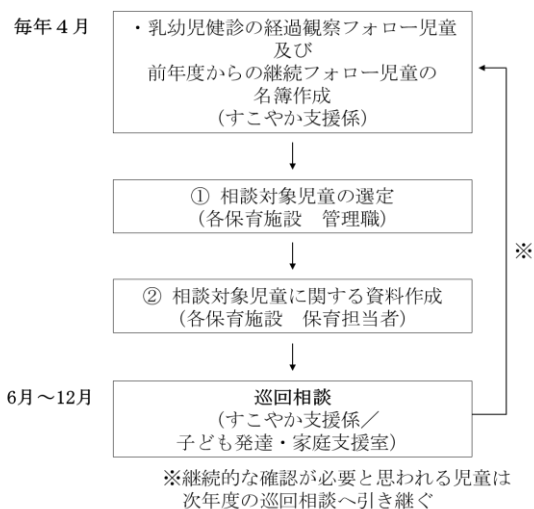 毎年４月
・乳幼児健診の経過観察フォロー児童
及び
前年度からの継続フォロー児童の
名簿作成
（すこやか支援係）
① 相談対象児童の選定
（各保育施設　管理職）
※
② 相談対象児童に関する資料作成
（各保育施設　保育担当者）
6月～12月
巡回相談
（すこやか支援係／
子ども発達・家庭支援室）
※継続的な確認が必要と思われる児童は
次年度の巡回相談へ引き継ぐ